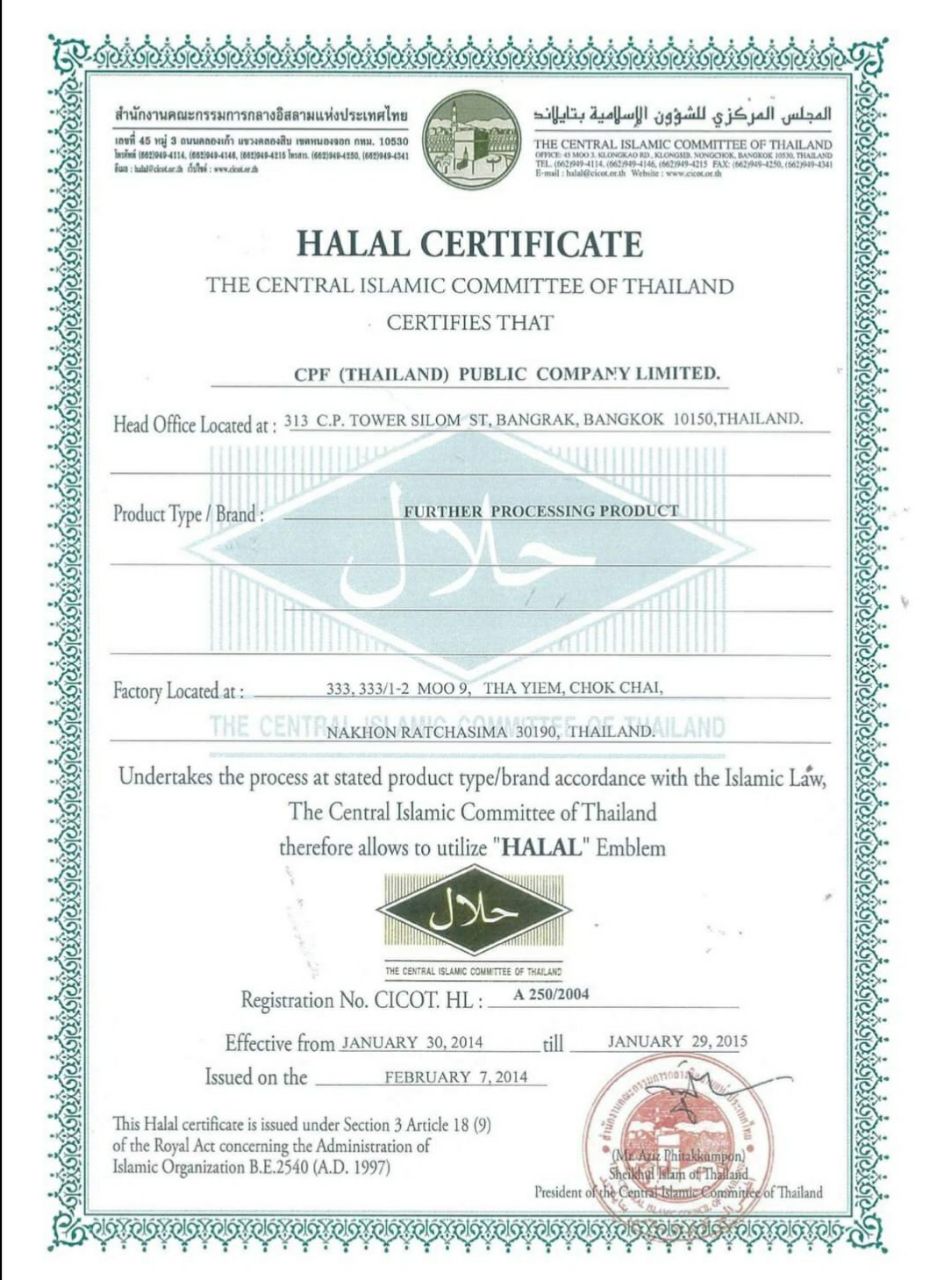 สำนักงานคณะกรรมการกลางอิสลามแห่งประเทศไทย
เลขที่ 45 หมู่ 3 ถนนคลองเก้า แขวงคลองสิบ เขตหนองจอก กทม. 10530
โทรศัพท์ (662)949-4114, (662)949-4146, (662)949-4215 โทรสาร. (662)949-4250, (662)949-4341
อีเมล : halal@cicot.or.th เว็บไซต์ : www.cicot.or.th
المجلس المركزي للشؤون الإسلامية بتايلاند
THE CENTRAL ISLAMIC COMMITTEE OF THAILAND
OFFICE: 45 MOO 3, KLONGKAO RD., KLONGSIB, NONGCHOK, BANGKOK 10530, THAILAND
TEL. (662)949-4114, (662)949-4146, (662)949-4215 FAX: (662)949-4250, (662)949-4341
E-mail : halal@cicot.or.th Website : www.cicot.or.th
HALAL CERTIFICATE
THE CENTRAL ISLAMIC COMMITTEE OF THAILAND
CERTIFIES THAT
CPF (THAILAND) PUBLIC COMPANY LIMITED.
Head Office Located at : 313 C.P. TOWER SILOM ST, BANGRAK, BANGKOK 10150,THAILAND.
Product Type / Brand : FURTHER PROCESSING PRODUCT
حلال
Factory Located at : 333, 333/1-2 MOO 9, THA YIEM, CHOK CHAI,
THE CENTRAL ISLAMIC COMMITTEE OF THAILAND
NAKHON RATCHASIMA 30190, THAILAND.
Undertakes the process at stated product type/brand accordance with the Islamic Law,
The Central Islamic Committee of Thailand
therefore allows to utilize "HALAL" Emblem
حلال
THE CENTRAL ISLAMIC COMMITTEE OF THAILAND
Registration No. CICOT. HL : A 250/2004
Effective from JANUARY 30, 2014 till JANUARY 29, 2015
Issued on the FEBRUARY 7, 2014
This Halal certificate is issued under Section 3 Article 18 (9)
of the Royal Act concerning the Administration of
Islamic Organization B.E.2540 (A.D. 1997)
(Mr. Aziz Phitakkumpon)
Sheikhul Islam of Thailand
President of the Central Islamic Committee of Thailand